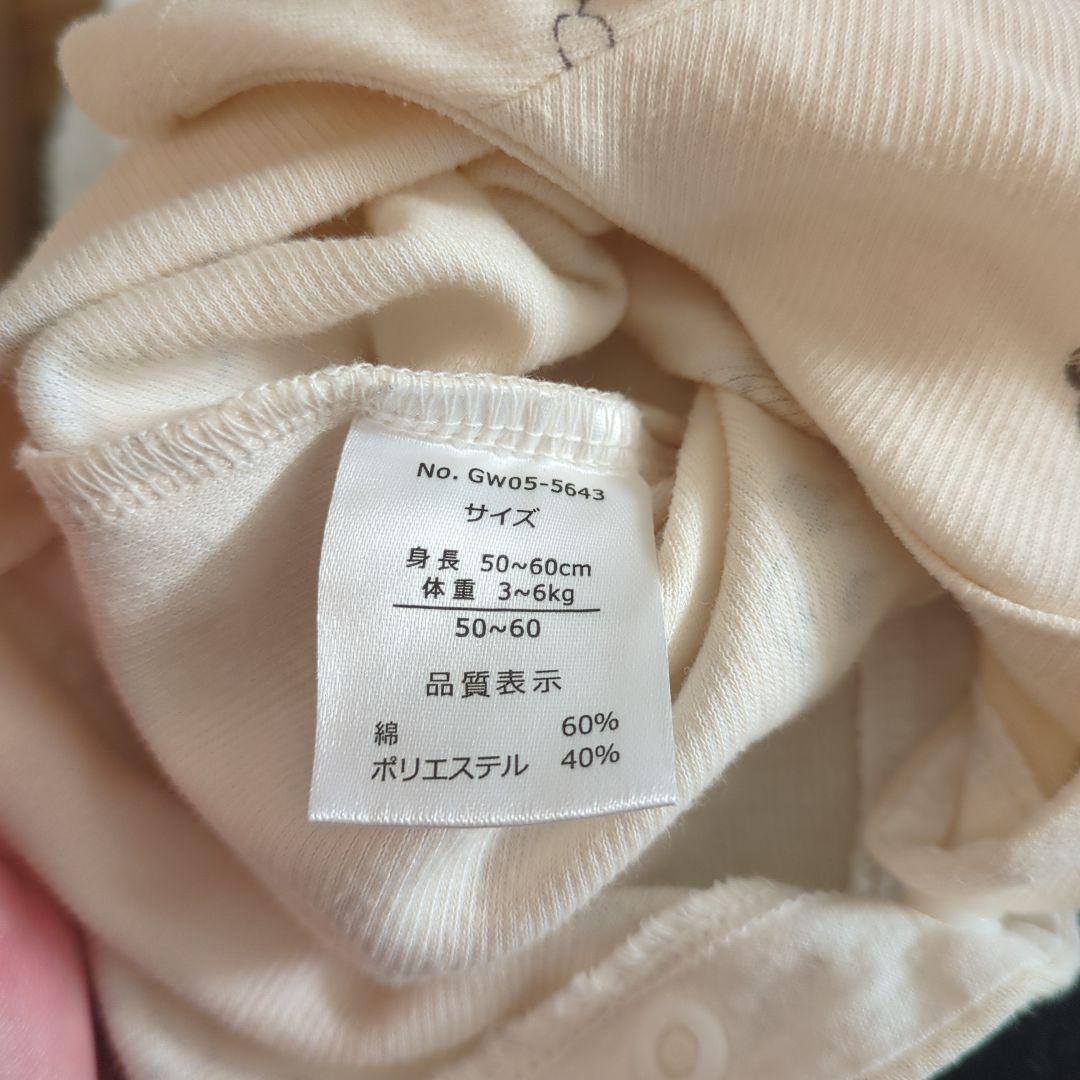 No. GW05-5643
サイズ
身長 50~60cm
体重 3~6kg
50~60
品質表示
綿 60%
ポリエステル 40%